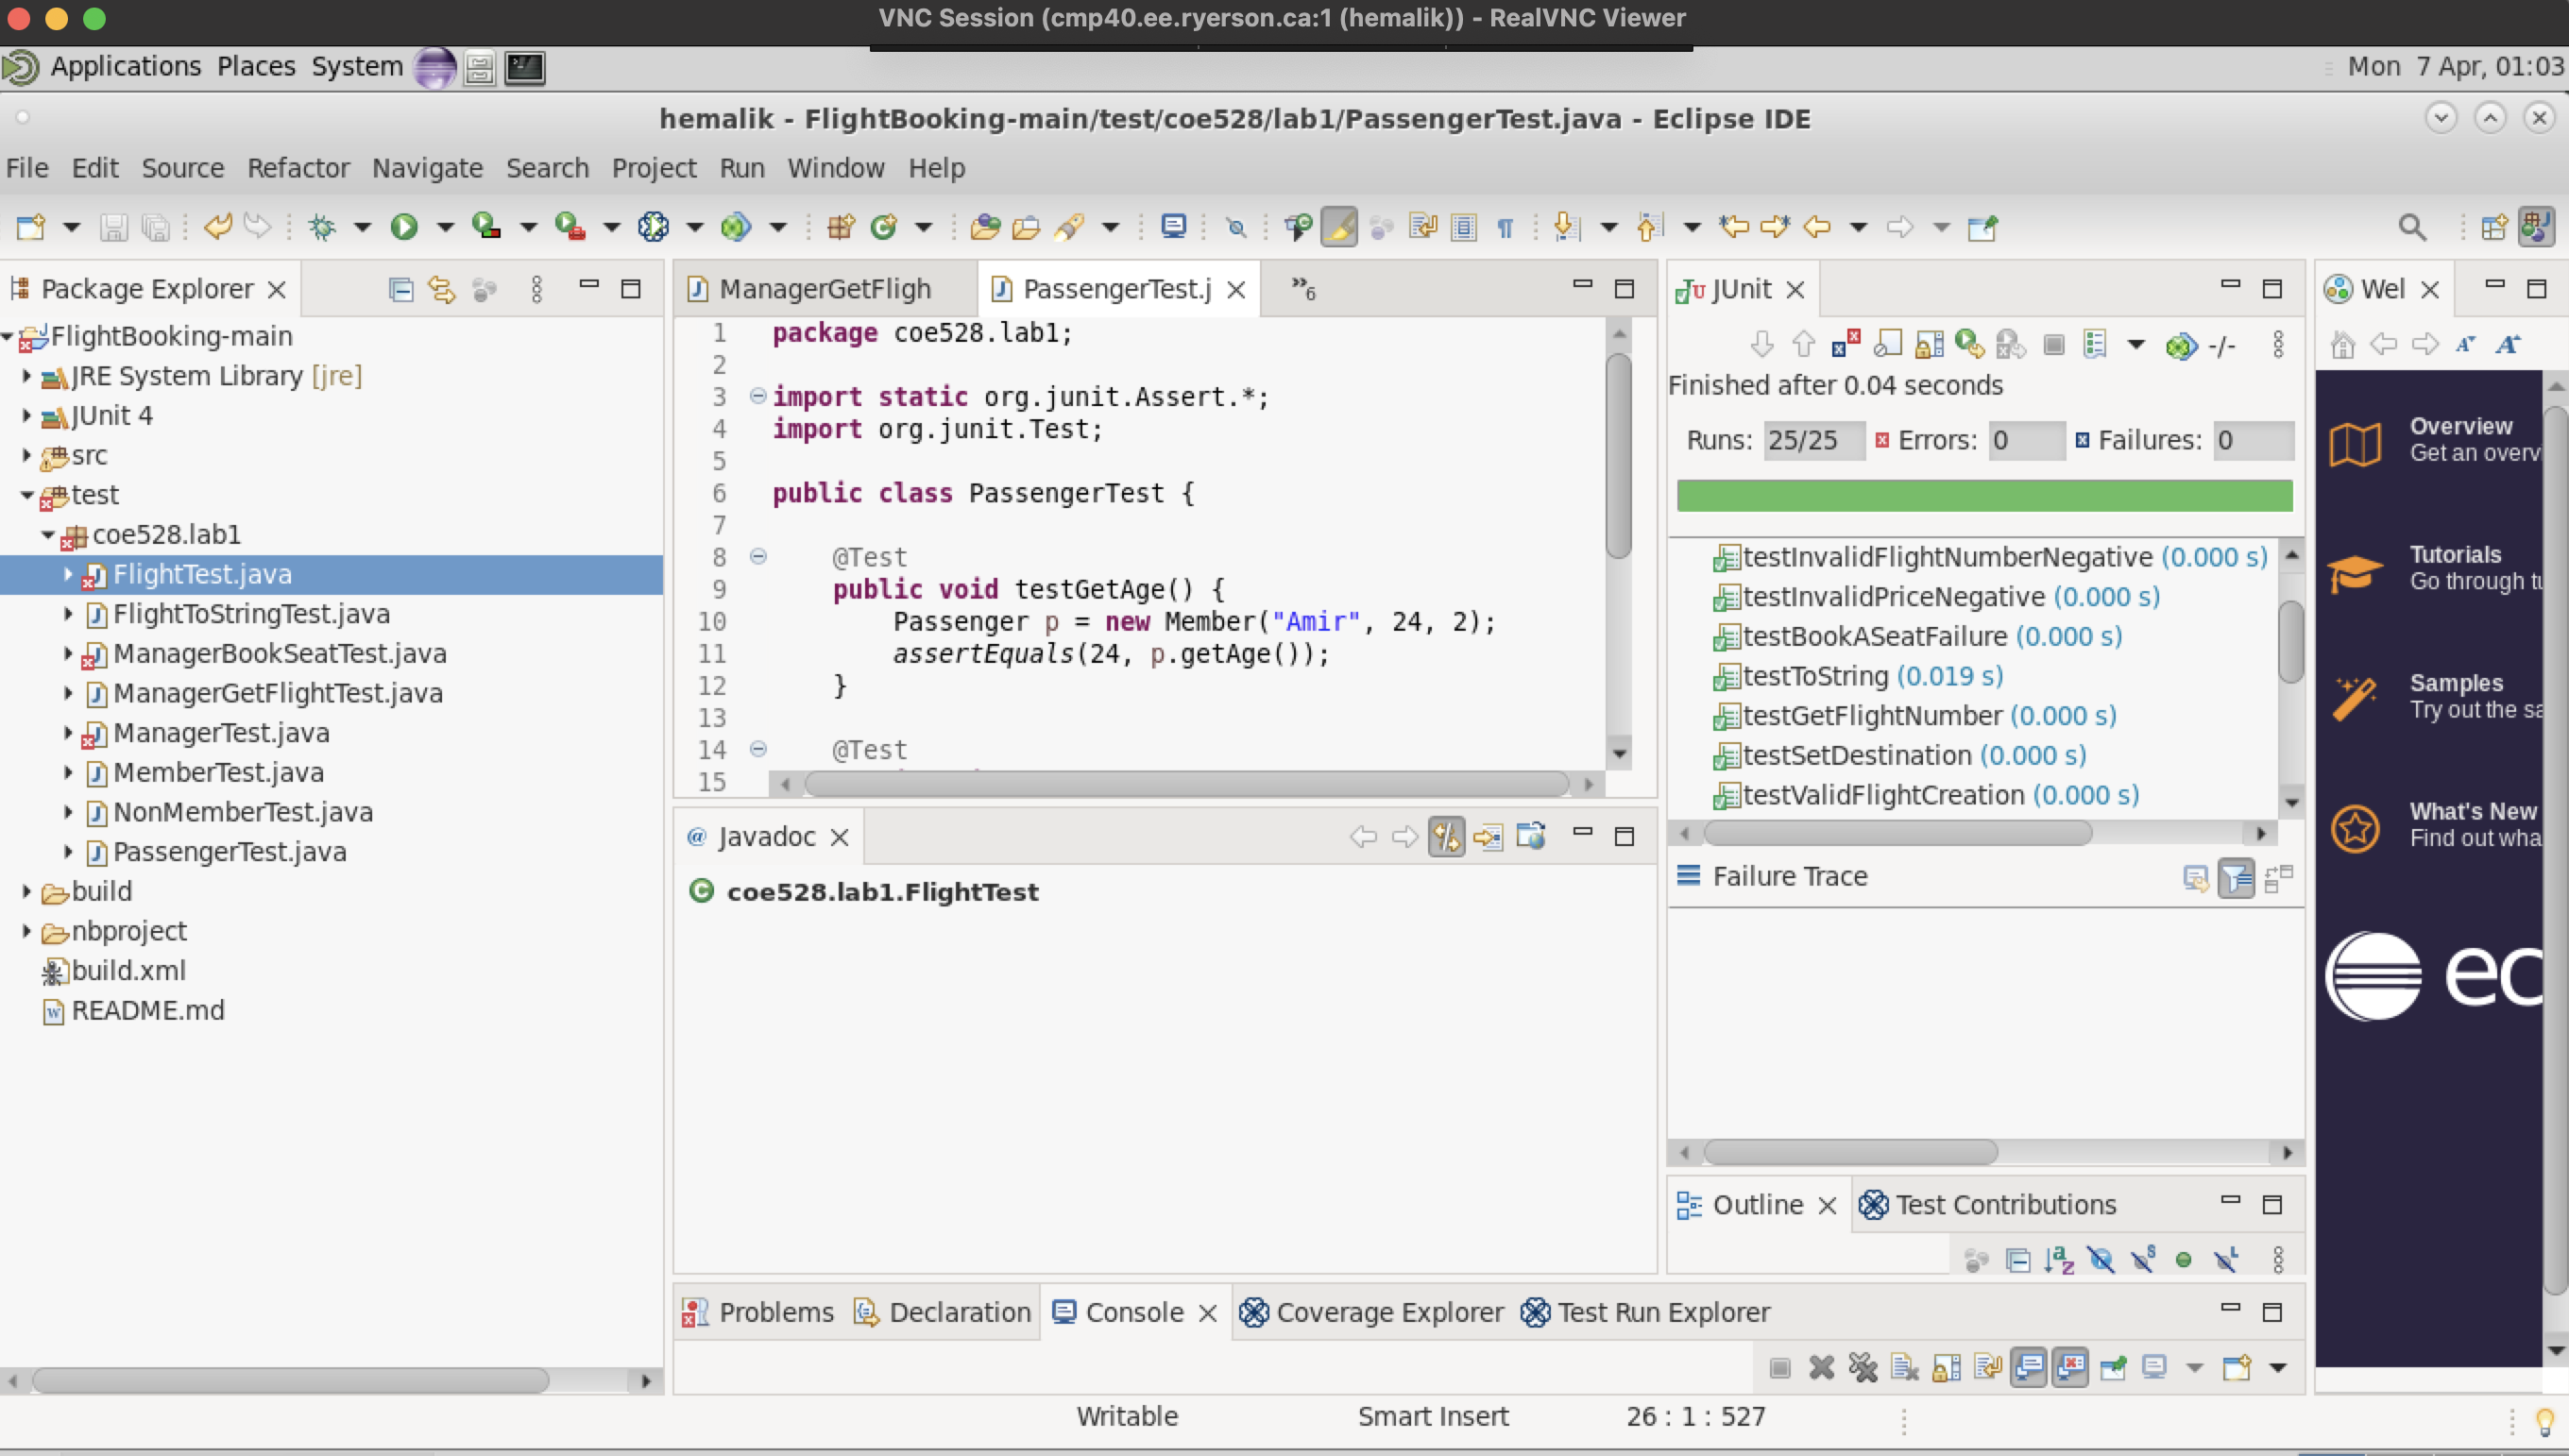 VNC Session (cmp40.ee.ryerson.ca:1 (hemalik)) - RealVNC Viewer
Applications Places System
Mon 7 Apr, 01:03
hemalik - FlightBooking-main/test/coe528/lab1/PassengerTest.java - Eclipse IDE
File Edit Source Refactor Navigate Search Project Run Window Help
Package Explorer
FlightBooking-main
JRE System Library [jre]
JUnit 4
src
test
coe528.lab1
FlightTest.java
FlightToStringTest.java
ManagerBookSeatTest.java
ManagerGetFlightTest.java
ManagerTest.java
MemberTest.java
NonMemberTest.java
PassengerTest.java
build
nbproject
build.xml
README.md
ManagerGetFligh
PassengerTest.j
»6
1 package coe528.lab1;
2
3 import static org.junit.Assert.*;
4 import org.junit.Test;
5
6 public class PassengerTest {
7
8 @Test
9 public void testGetAge() {
10 Passenger p = new Member("Amir", 24, 2);
11 assertEquals(24, p.getAge());
12 }
13
14 @Test
15
Javadoc
coe528.lab1.FlightTest
JUnit
Finished after 0.04 seconds
Runs: 25/25 Errors: 0 Failures: 0
testInvalidFlightNumberNegative (0.000 s)
testInvalidPriceNegative (0.000 s)
testBookASeatFailure (0.000 s)
testToString (0.019 s)
testGetFlightNumber (0.000 s)
testSetDestination (0.000 s)
testValidFlightCreation (0.000 s)
Failure Trace
Outline
Test Contributions
Wel
Overview
Get an overv
Tutorials
Go through tu
Samples
Try out the sa
What's New
Find out wha
ec
Problems Declaration Console Coverage Explorer Test Run Explorer
Writable Smart Insert 26 : 1 : 527